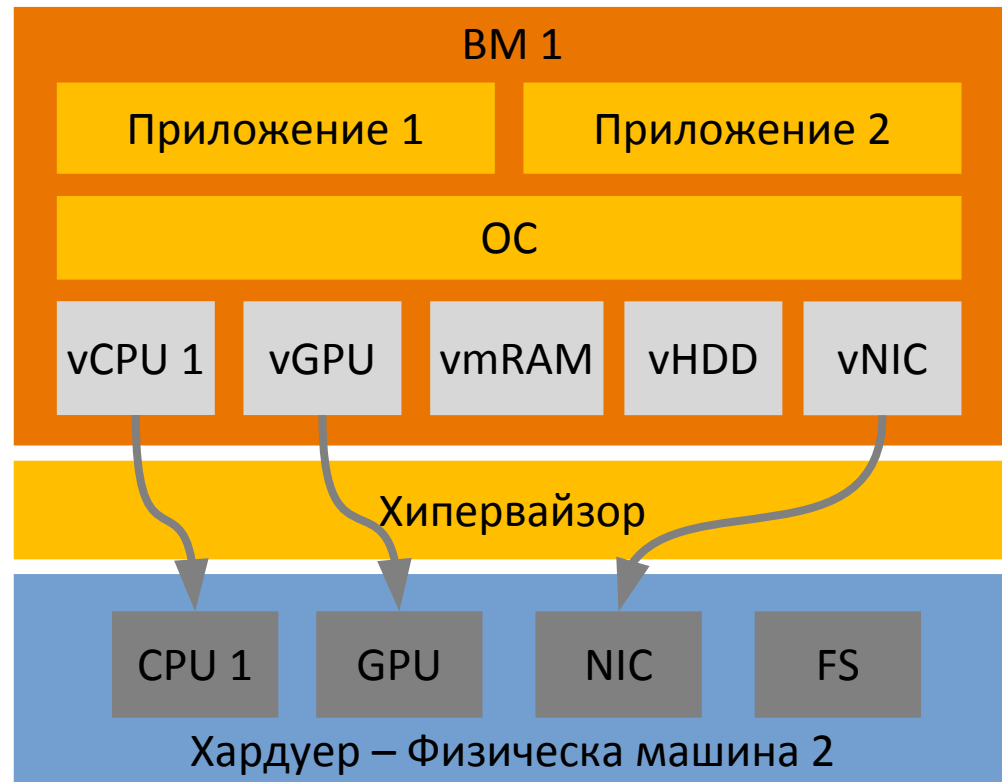 ВМ 1
Приложение 1
Приложение 2
ОС
vCPU 1
vGPU
vmRAM
vHDD
vNIC
Хипервайзор
CPU 1
GPU
NIC
FS
Хардуер – Физическа машина 2